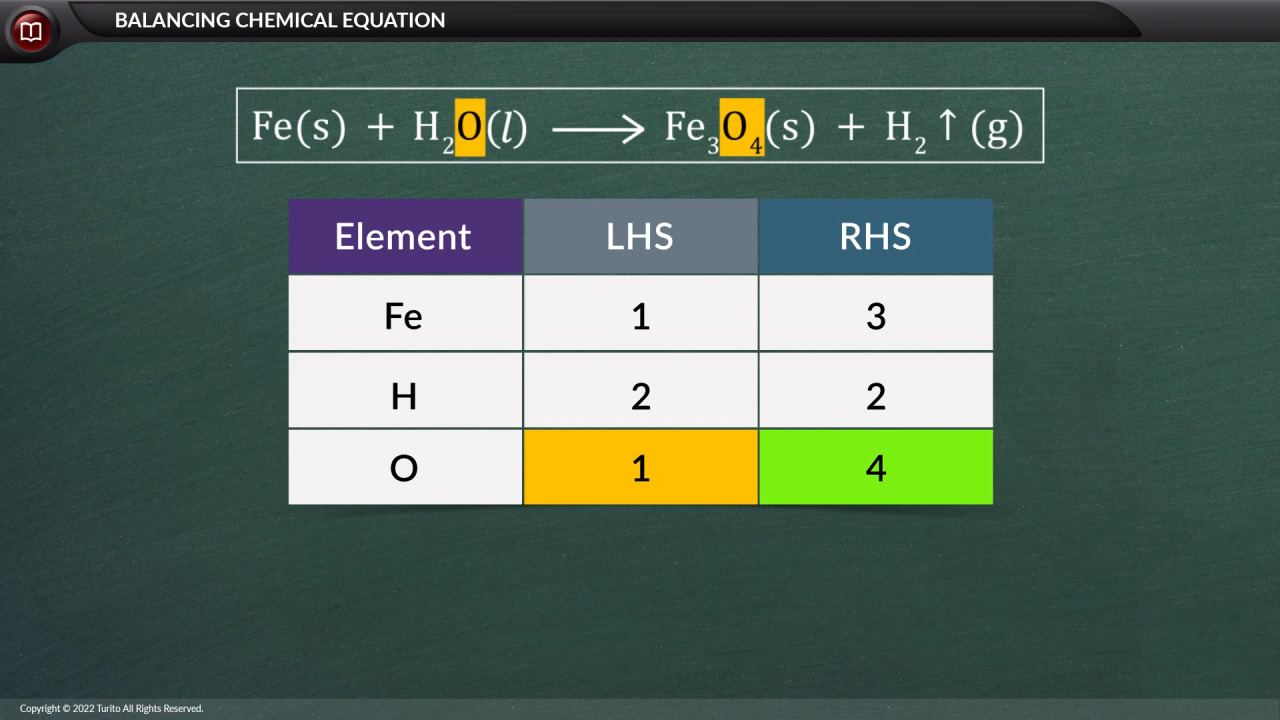 BALANCING CHEMICAL EQUATION
Fe(s) + H₂O(l) ⟶ Fe₃O₄(s) + H₂ ↑ (g)
Element LHS RHS
Fe 1 3
H 2 2
O 1 4
Copyright © 2022 Turito All Rights Reserved.